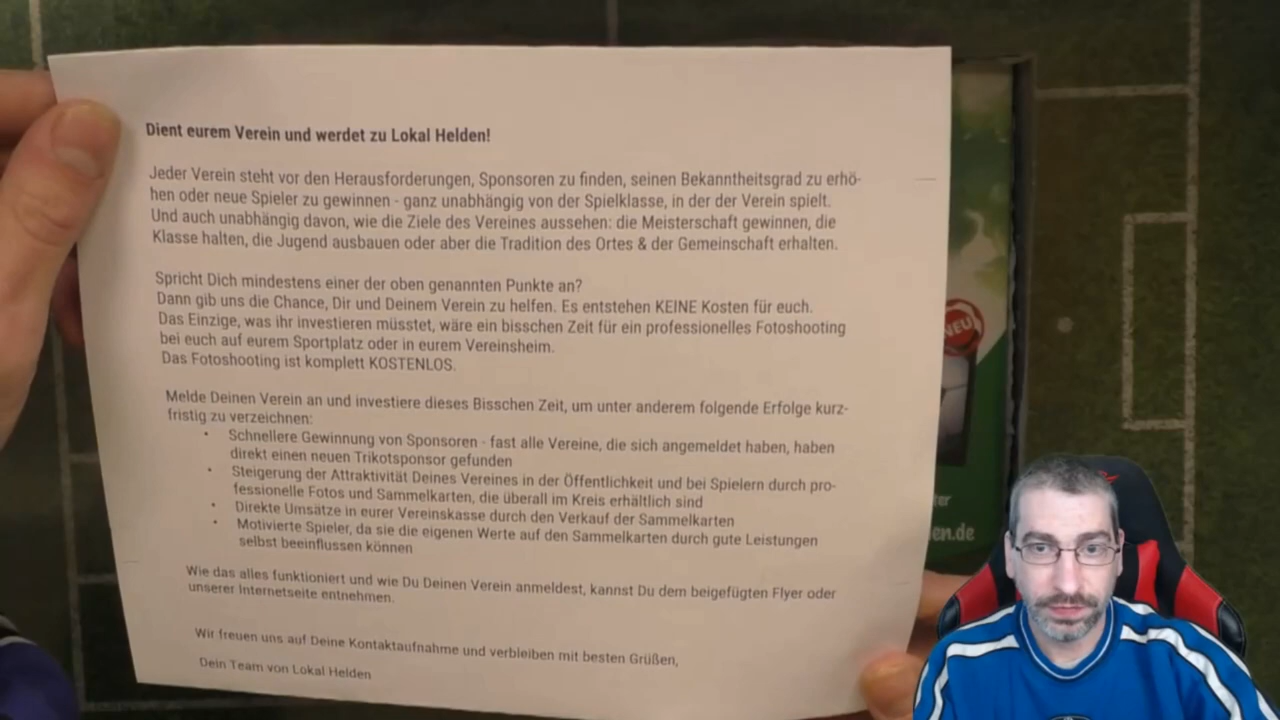 Dient eurem Verein und werdet zu Lokal Helden!
Jeder Verein steht vor den Herausforderungen, Sponsoren zu finden, seinen Bekanntheitsgrad zu erhö-
hen oder neue Spieler zu gewinnen - ganz unabhängig von der Spielklasse, in der der Verein spielt.
Und auch unabhängig davon, wie die Ziele des Vereines aussehen: die Meisterschaft gewinnen, die
Klasse halten, die Jugend ausbauen oder aber die Tradition des Ortes & der Gemeinschaft erhalten.
Spricht Dich mindestens einer der oben genannten Punkte an?
Dann gib uns die Chance, Dir und Deinem Verein zu helfen. Es entstehen KEINE Kosten für euch.
Das Einzige, was ihr investieren müsstet, wäre ein bisschen Zeit für ein professionelles Fotoshooting
bei euch auf eurem Sportplatz oder in eurem Vereinsheim.
Das Fotoshooting ist komplett KOSTENLOS.
Melde Deinen Verein an und investiere dieses Bisschen Zeit, um unter anderem folgende Erfolge kurz-
fristig zu verzeichnen:
• Schnellere Gewinnung von Sponsoren - fast alle Vereine, die sich angemeldet haben, haben
direkt einen neuen Trikotsponsor gefunden
• Steigerung der Attraktivität Deines Vereines in der Öffentlichkeit und bei Spielern durch pro-
fessionelle Fotos und Sammelkarten, die überall im Kreis erhältlich sind
• Direkte Umsätze in eurer Vereinskasse durch den Verkauf der Sammelkarten
• Motivierte Spieler, da sie die eigenen Werte auf den Sammelkarten durch gute Leistungen
selbst beeinflussen können
Wie das alles funktioniert und wie Du Deinen Verein anmeldest, kannst Du dem beigefügten Flyer oder
unserer Internetseite entnehmen.
Wir freuen uns auf Deine Kontaktaufnahme und verbleiben mit besten Grüßen,
Dein Team von Lokal Helden
NEU
en.de